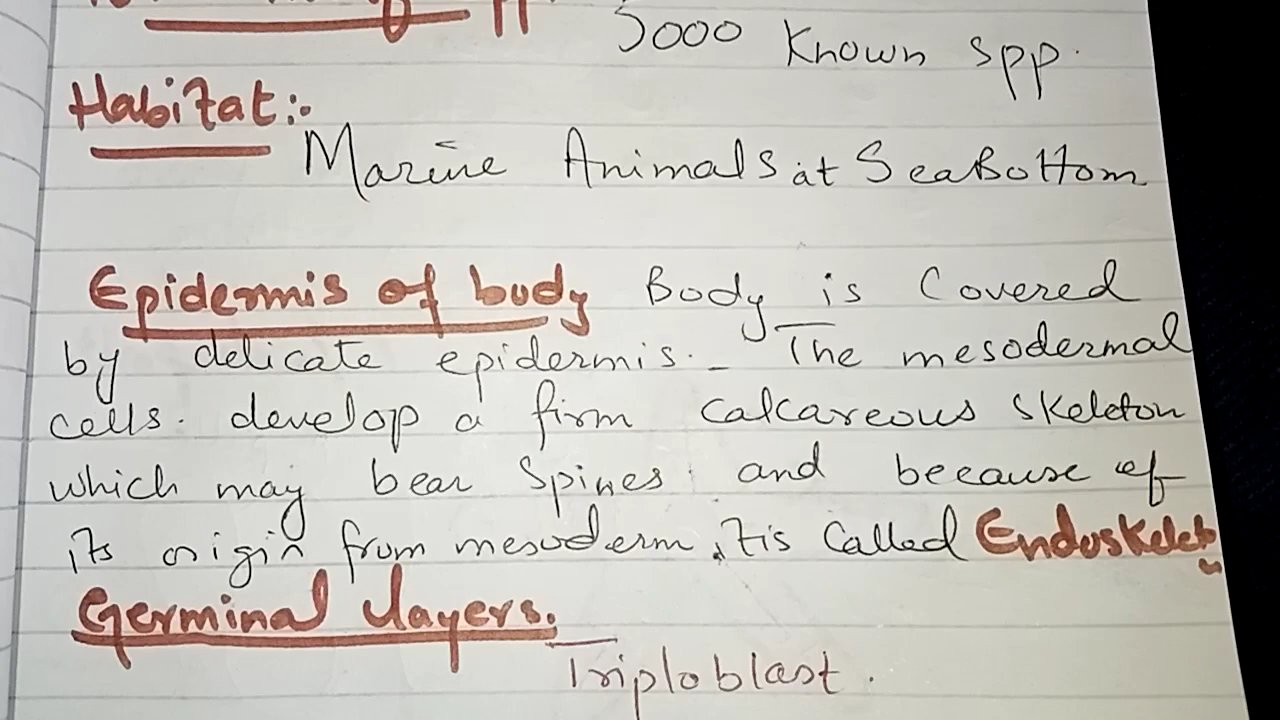 5000 Known spp.
Habitat:-
Marine Animals at Sea Bottom
Epidermis of body Body is Covered
by delicate epidermis. The mesodermal
cells. develop a firm calcareous skeleton
which may bear Spines and because of
its origin from mesoderm, it is Called Endoskelet
Germinal layers.
Triploblast.